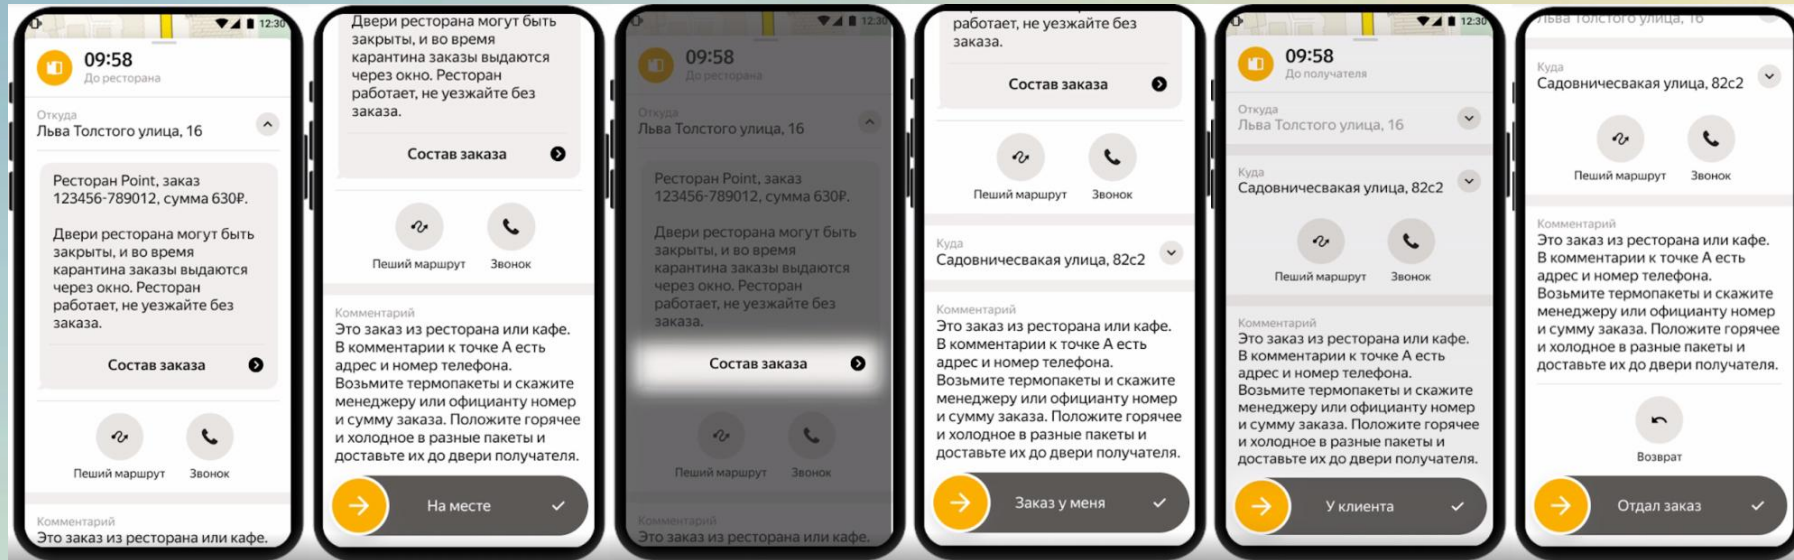 12:30
09:58
До ресторана
Откуда
Льва Толстого улица, 16
Ресторан Point, заказ
123456-789012, сумма 630₽.
Двери ресторана могут быть
закрыты, и во время
карантина заказы выдаются
через окно. Ресторан
работает, не уезжайте без
заказа.
Состав заказа
Пеший маршрут
Звонок
Комментарий
Это заказ из ресторана или кафе.
Двери ресторана могут быть
закрыты, и во время
карантина заказы выдаются
через окно. Ресторан
работает, не уезжайте без
заказа.
Состав заказа
Пеший маршрут
Звонок
Комментарий
Это заказ из ресторана или кафе.
В комментарии к точке А есть
адрес и номер телефона.
Возьмите термопакеты и скажите
менеджеру или официанту номер
и сумму заказа. Положите горячее
и холодное в разные пакеты и
доставьте их до двери получателя.
На месте
12:30
09:58
До ресторана
Откуда
Льва Толстого улица, 16
Ресторан Point, заказ
123456-789012, сумма 630₽.
Двери ресторана могут быть
закрыты, и во время
карантина заказы выдаются
через окно. Ресторан
работает, не уезжайте без
заказа.
Состав заказа
Пеший маршрут
Звонок
Комментарий
Это заказ из ресторана или кафе.
работает, не уезжайте без
заказа.
Состав заказа
Пеший маршрут
Звонок
Куда
Садовничесвакая улица, 82с2
Комментарий
Это заказ из ресторана или кафе.
В комментарии к точке А есть
адрес и номер телефона.
Возьмите термопакеты и скажите
менеджеру или официанту номер
и сумму заказа. Положите горячее
и холодное в разные пакеты и
доставьте их до двери получателя.
Заказ у меня
12:30
09:58
До получателя
Откуда
Льва Толстого улица, 16
Куда
Садовничесвакая улица, 82с2
Пеший маршрут
Звонок
Комментарий
Это заказ из ресторана или кафе.
В комментарии к точке А есть
адрес и номер телефона.
Возьмите термопакеты и скажите
менеджеру или официанту номер
и сумму заказа. Положите горячее
и холодное в разные пакеты и
доставьте их до двери получателя.
У клиента
Льва Толстого улица, 16
Куда
Садовничесвакая улица, 82с2
Пеший маршрут
Звонок
Комментарий
Это заказ из ресторана или кафе.
В комментарии к точке А есть
адрес и номер телефона.
Возьмите термопакеты и скажите
менеджеру или официанту номер
и сумму заказа. Положите горячее
и холодное в разные пакеты и
доставьте их до двери получателя.
Возврат
Отдал заказ